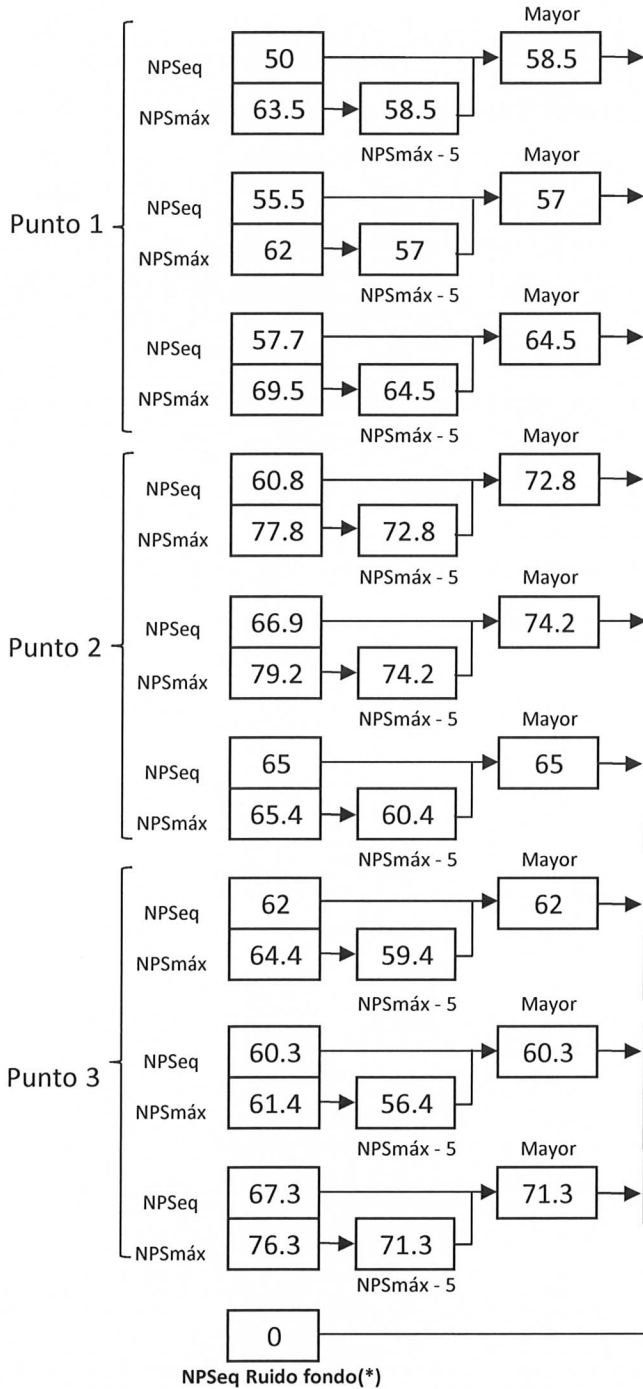 Mayor
NPSeq 50 58.5
NPSmáx 63.5 58.5
NPSmáx - 5 Mayor
NPSeq 55.5 57
Punto 1
NPSmáx 62 57
NPSmáx - 5 Mayor
NPSeq 57.7 64.5
NPSmáx 69.5 64.5
NPSmáx - 5 Mayor
NPSeq 60.8 72.8
NPSmáx 77.8 72.8
NPSmáx - 5 Mayor
NPSeq 66.9 74.2
Punto 2
NPSmáx 79.2 74.2
NPSmáx - 5 Mayor
NPSeq 65 65
NPSmáx 65.4 60.4
NPSmáx - 5 Mayor
NPSeq 62 62
NPSmáx 64.4 59.4
NPSmáx - 5 Mayor
NPSeq 60.3 60.3
Punto 3
NPSmáx 61.4 56.4
NPSmáx - 5 Mayor
NPSeq 67.3 71.3
NPSmáx 76.3 71.3
NPSmáx - 5
0
NPSeq Ruido fondo(*)